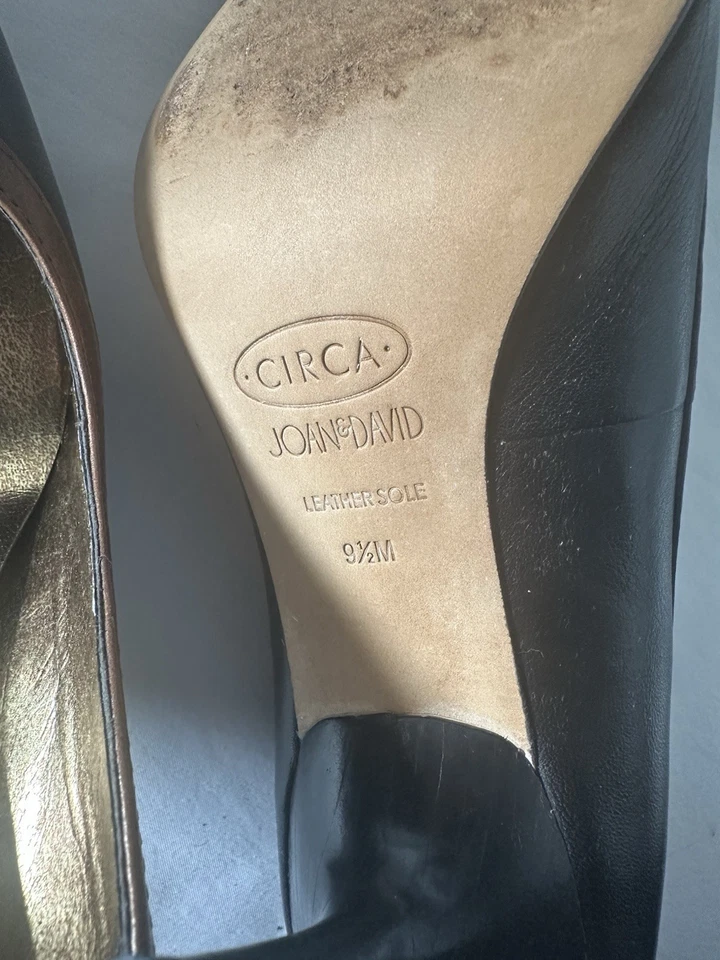 ·CIRCA·
JOAN&DAVID
LEATHER SOLE
9½M